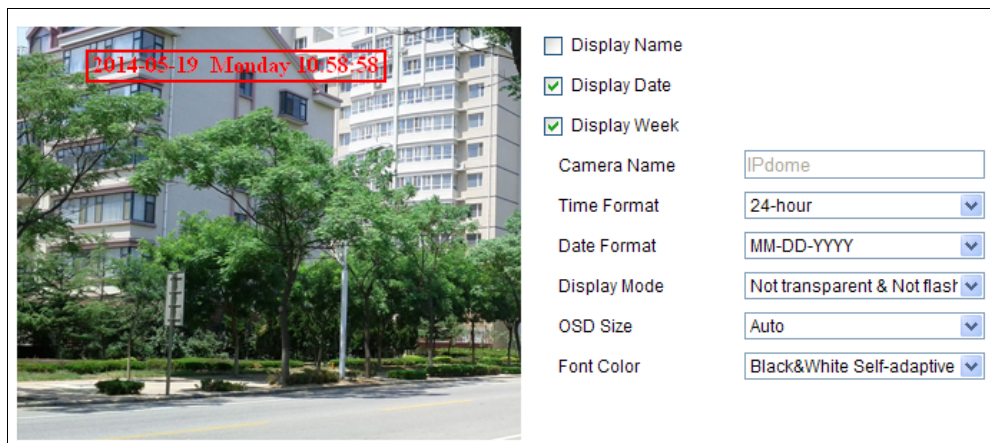 2014-05-19 Monday 10:58:58
Display Name
Display Date
Display Week
Camera Name IPdome
Time Format 24-hour
Date Format MM-DD-YYYY
Display Mode Not transparent & Not flash
OSD Size Auto
Font Color Black&White Self-adaptive